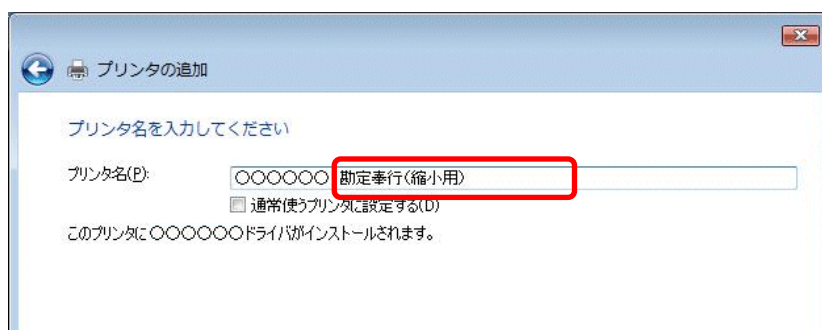 プリンタの追加
プリンタ名を入力してください
プリンタ名(P): 〇〇〇〇〇〇 勘定奉行(縮小用)
通常使うプリンタに設定する(D)
このプリンタに〇〇〇〇〇〇ドライバがインストールされます。